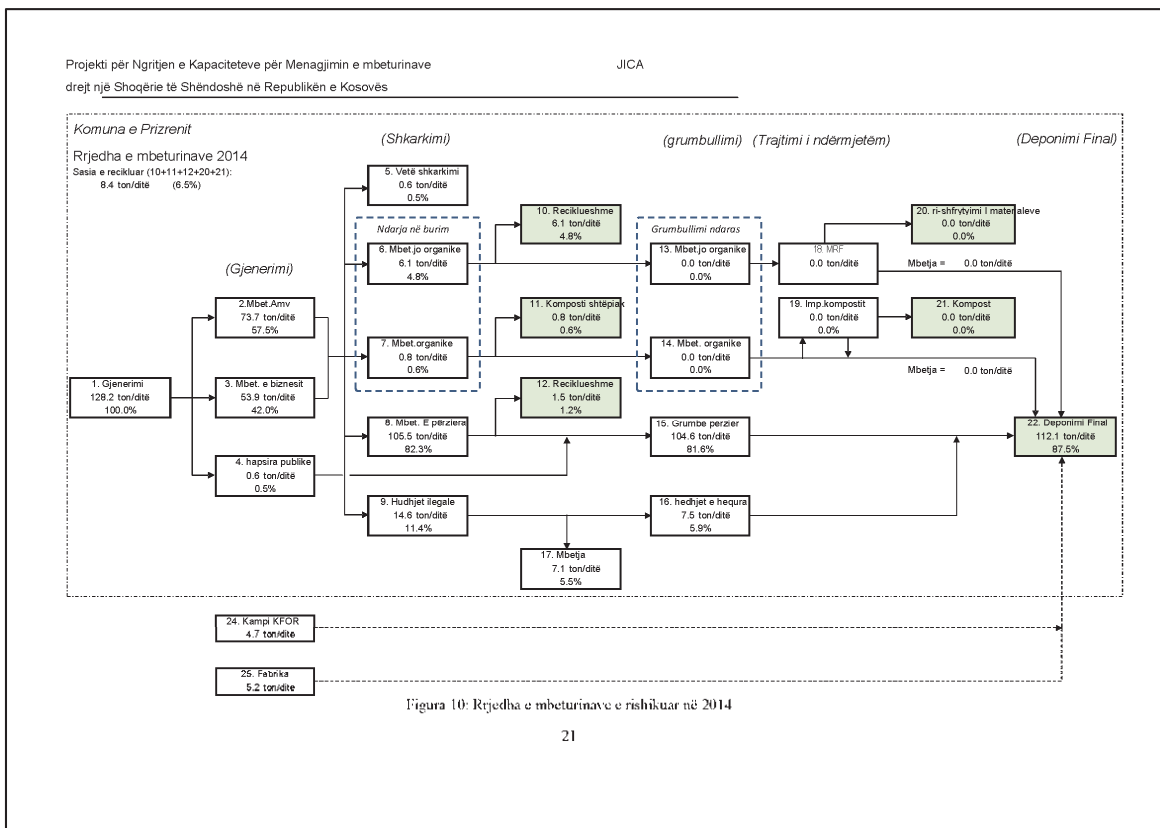 Projekti për Ngritjen e Kapaciteteve për Menagjimin e mbeturinave JICA
drejt një Shoqërie të Shëndoshë në Republikën e Kosovës
Komuna e Prizrenit
Rrjedha e mbeturinave 2014
Sasia e recikluar (10+11+12+20+21):
8.4 ton/ditë (6.5%)
(Gjenerimi)
(Shkarkimi)
(grumbullimi)
(Trajtimi i ndërmjetëm)
(Deponimi Final)
1. Gjenerimi
128.2 ton/ditë
100.0%
2.Mbet.Amv
73.7 ton/ditë
57.5%
3. Mbet. e biznesit
53.9 ton/ditë
42.0%
4. hapsira publike
0.6 ton/ditë
0.5%
5. Vetë shkarkimi
0.6 ton/ditë
0.5%
Ndarja në burim
6. Mbet.jo organike
6.1 ton/ditë
4.8%
7. Mbet.organike
0.8 ton/ditë
0.6%
8. Mbet. E përziera
105.5 ton/ditë
82.3%
9. Hudhjet ilegale
14.6 ton/ditë
11.4%
10. Reciklueshme
6.1 ton/ditë
4.8%
11. Komposti shtëpiak
0.8 ton/ditë
0.6%
12. Reciklueshme
1.5 ton/ditë
1.2%
Grumbullimi ndaras
13. Mbet.jo organike
0.0 ton/ditë
0.0%
14. Mbet. organike
0.0 ton/ditë
0.0%
15. Grumbe përzier
104.6 ton/ditë
81.6%
16. hedhjet e hequra
7.5 ton/ditë
5.9%
17. Mbetja
7.1 ton/ditë
5.5%
18. MRF
0.0 ton/ditë
19. Imp.kompostit
0.0 ton/ditë
0.0%
20. ri-shfrytyimi I materialeve
0.0 ton/ditë
0.0%
Mbetja = 0.0 ton/ditë
21. Kompost
0.0 ton/ditë
0.0%
Mbetja = 0.0 ton/ditë
22. Deponimi Final
112.1 ton/ditë
87.5%
24. Kampi KFOR
4.7 ton/ditë
25. Fabrika
5.2 ton/ditë
Figura 10: Rrjedha e mbeturinave e rishikuar në 2014
21